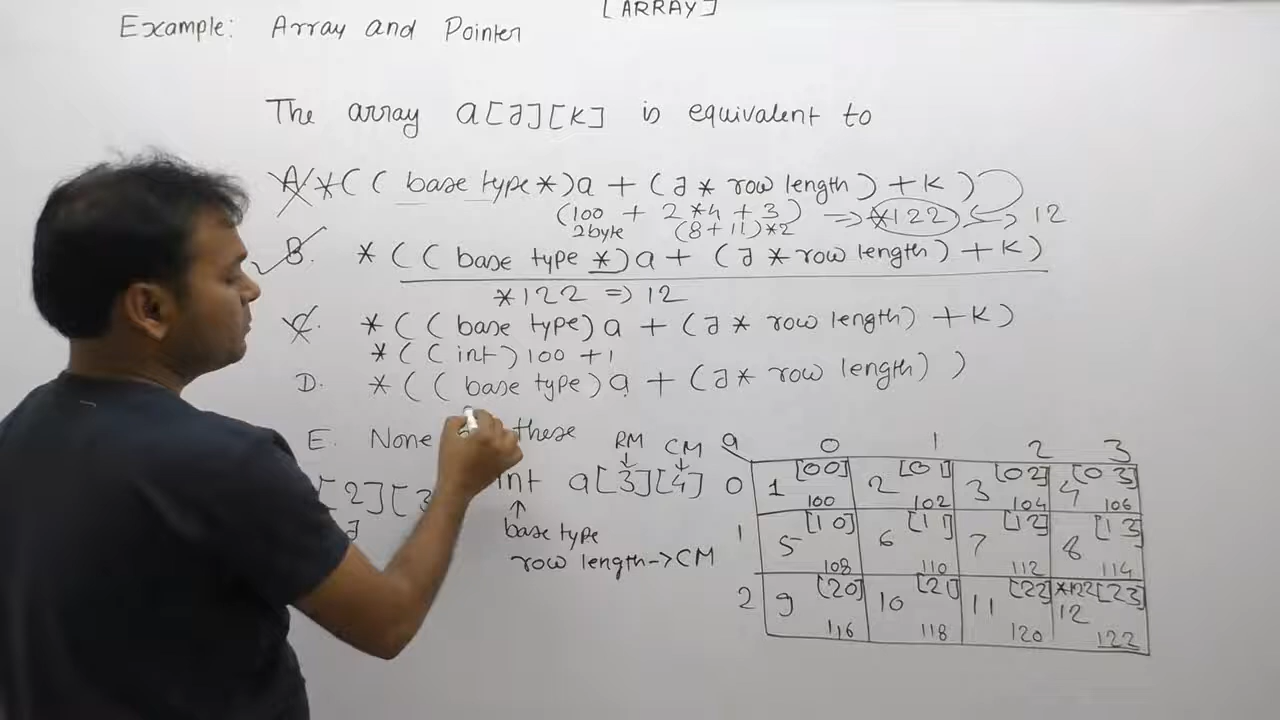 [ARRAY]
Example: Array and Pointer
The array a[J][K] is equivalent to
A * ( ( base type * ) a + ( J * row length ) + K )
(100 + 2 * 4 + 3 ) => *122 <-> 12
2byte (8 + 11) * 2
B. * ( ( base type * ) a + ( J * row length ) + K )
*122 => 12
C. * ( ( base type ) a + ( J * row length ) + K )
* ( ( int ) 100 + 1
D. * ( ( base type ) a + ( J * row length ) )
E. None these
RM CM
[2][3 int a[3][4]
J
↑
base type
row length -> CM
a 0 1 2 3
0 1 [00] 100 2 [01] 102 3 [02] 104 4 [03] 106
1 5 [10] 108 6 [11] 110 7 [12] 112 8 [13] 114
2 9 [20] 116 10 [21] 118 11 [22] 120 *122 [23] 12 122